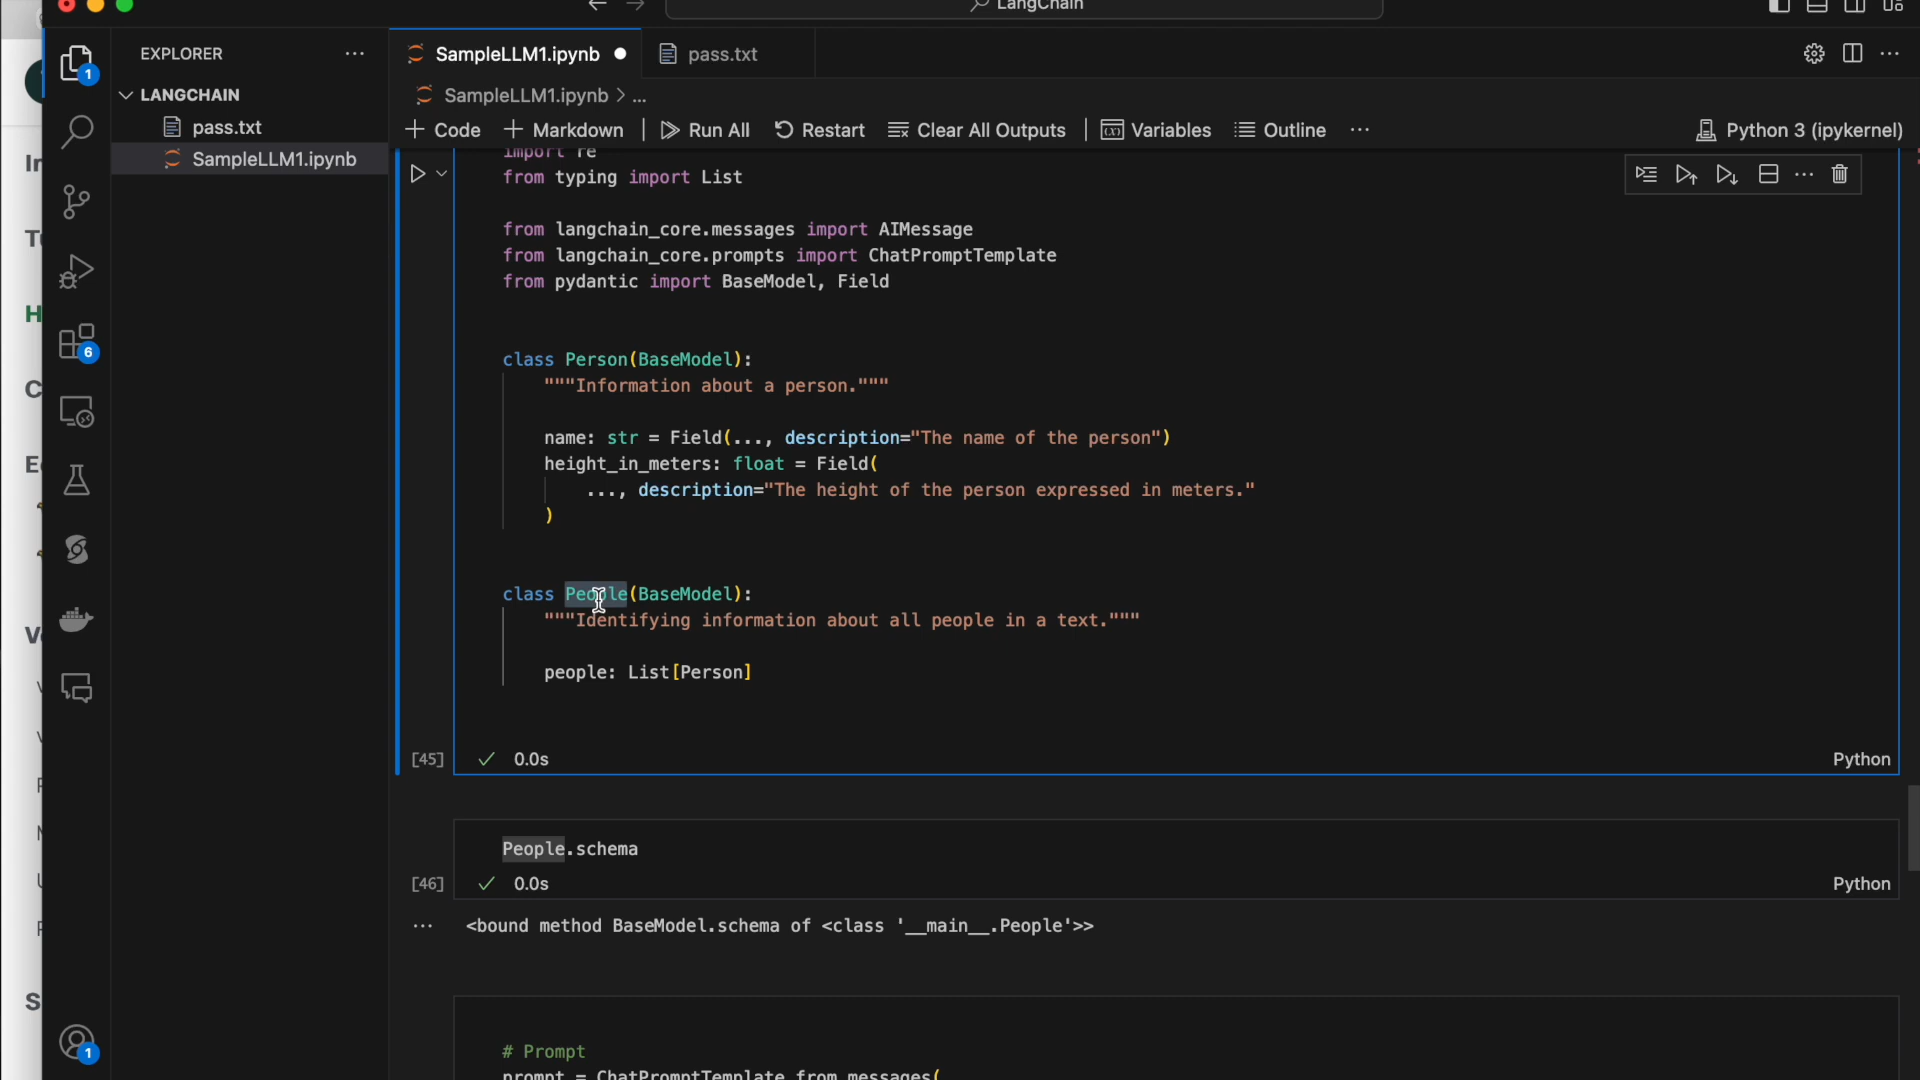 LangChain
EXPLORER
LANGCHAIN
pass.txt
SampleLLM1.ipynb
1
6
1
SampleLLM1.ipynb
pass.txt
SampleLLM1.ipynb > ...
Code
Markdown
Run All
Restart
Clear All Outputs
Variables
Outline
Python 3 (ipykernel)
import re
from typing import List
from langchain_core.messages import AIMessage
from langchain_core.prompts import ChatPromptTemplate
from pydantic import BaseModel, Field
class Person(BaseModel):
"""Information about a person."""
name: str = Field(..., description="The name of the person")
height_in_meters: float = Field(
..., description="The height of the person expressed in meters."
)
class People(BaseModel):
"""Identifying information about all people in a text."""
people: List[Person]
[45]
0.0s
Python
People.schema
[46]
0.0s
Python
<bound method BaseModel.schema of <class '__main__.People'>>
# Prompt
prompt = ChatPromptTemplate.from_messages(